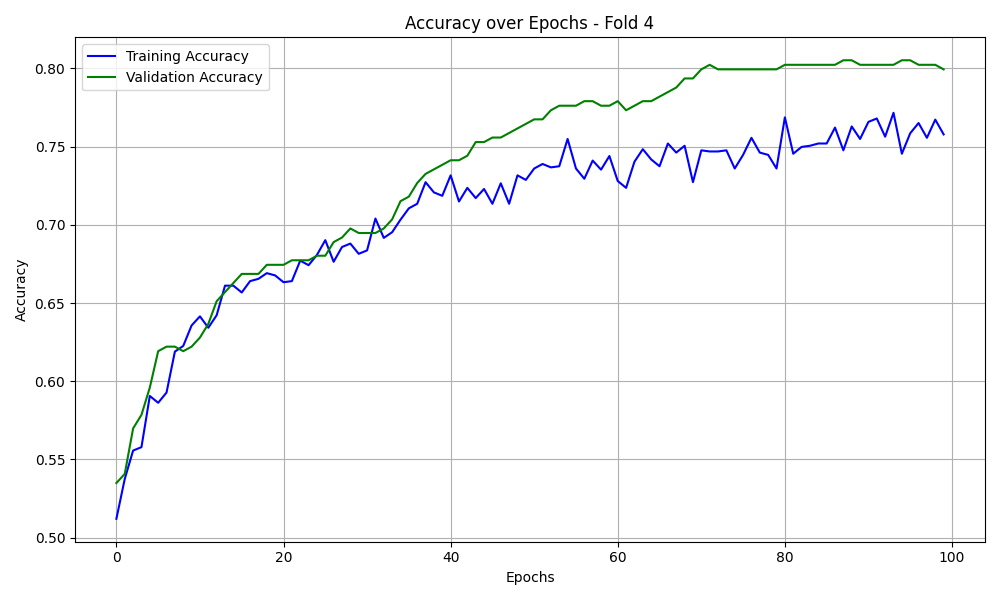 Accuracy over Epochs - Fold 4
Training Accuracy
Validation Accuracy
0.80
0.75
0.70
0.65
0.60
0.55
0.50
Accuracy
0 20 40 60 80 100
Epochs